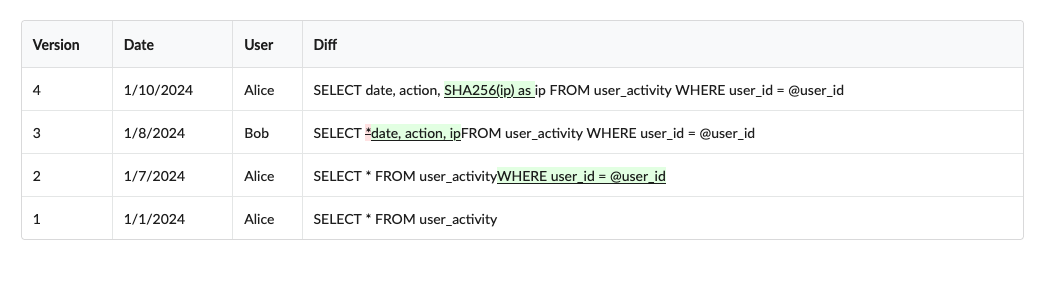 Version Date User Diff
4 1/10/2024 Alice SELECT date, action, SHA256(ip) as ip FROM user_activity WHERE user_id = @user_id
3 1/8/2024 Bob SELECT *date, action, ipFROM user_activity WHERE user_id = @user_id
2 1/7/2024 Alice SELECT * FROM user_activityWHERE user_id = @user_id
1 1/1/2024 Alice SELECT * FROM user_activity